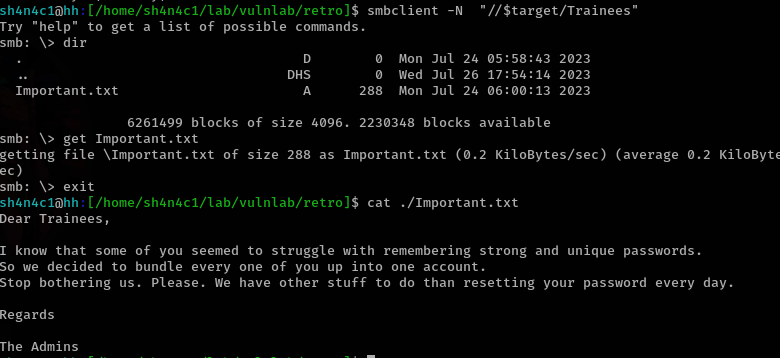 sh4n4c1@hh:[/home/sh4n4c1/lab/vulnlab/retro]$ smbclient -N  "//$target/Trainees"
Try "help" to get a list of possible commands.
smb: \> dir
  .                                   D        0  Mon Jul 24 05:58:43 2023
  ..                                DHS        0  Wed Jul 26 17:54:14 2023
  Important.txt                       A      288  Mon Jul 24 06:00:13 2023

                6261499 blocks of size 4096. 2230348 blocks available
smb: \> get Important.txt
getting file \Important.txt of size 288 as Important.txt (0.2 KiloBytes/sec) (average 0.2 KiloByte
ec)
smb: \> exit
sh4n4c1@hh:[/home/sh4n4c1/lab/vulnlab/retro]$ cat ./Important.txt
Dear Trainees,

I know that some of you seemed to struggle with remembering strong and unique passwords.
So we decided to bundle every one of you up into one account.
Stop bothering us. Please. We have other stuff to do than resetting your password every day.

Regards

The Admins